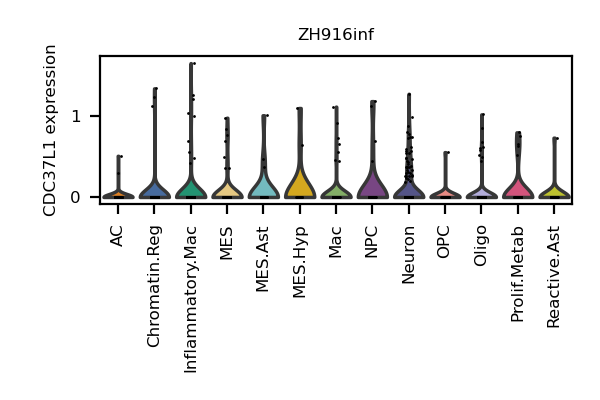 ZH916inf
CDC37L1 expression
1
0
AC
Chromatin.Reg
Inflammatory.Mac
MES
MES.Ast
MES.Hyp
Mac
NPC
Neuron
OPC
Oligo
Prolif.Metab
Reactive.Ast